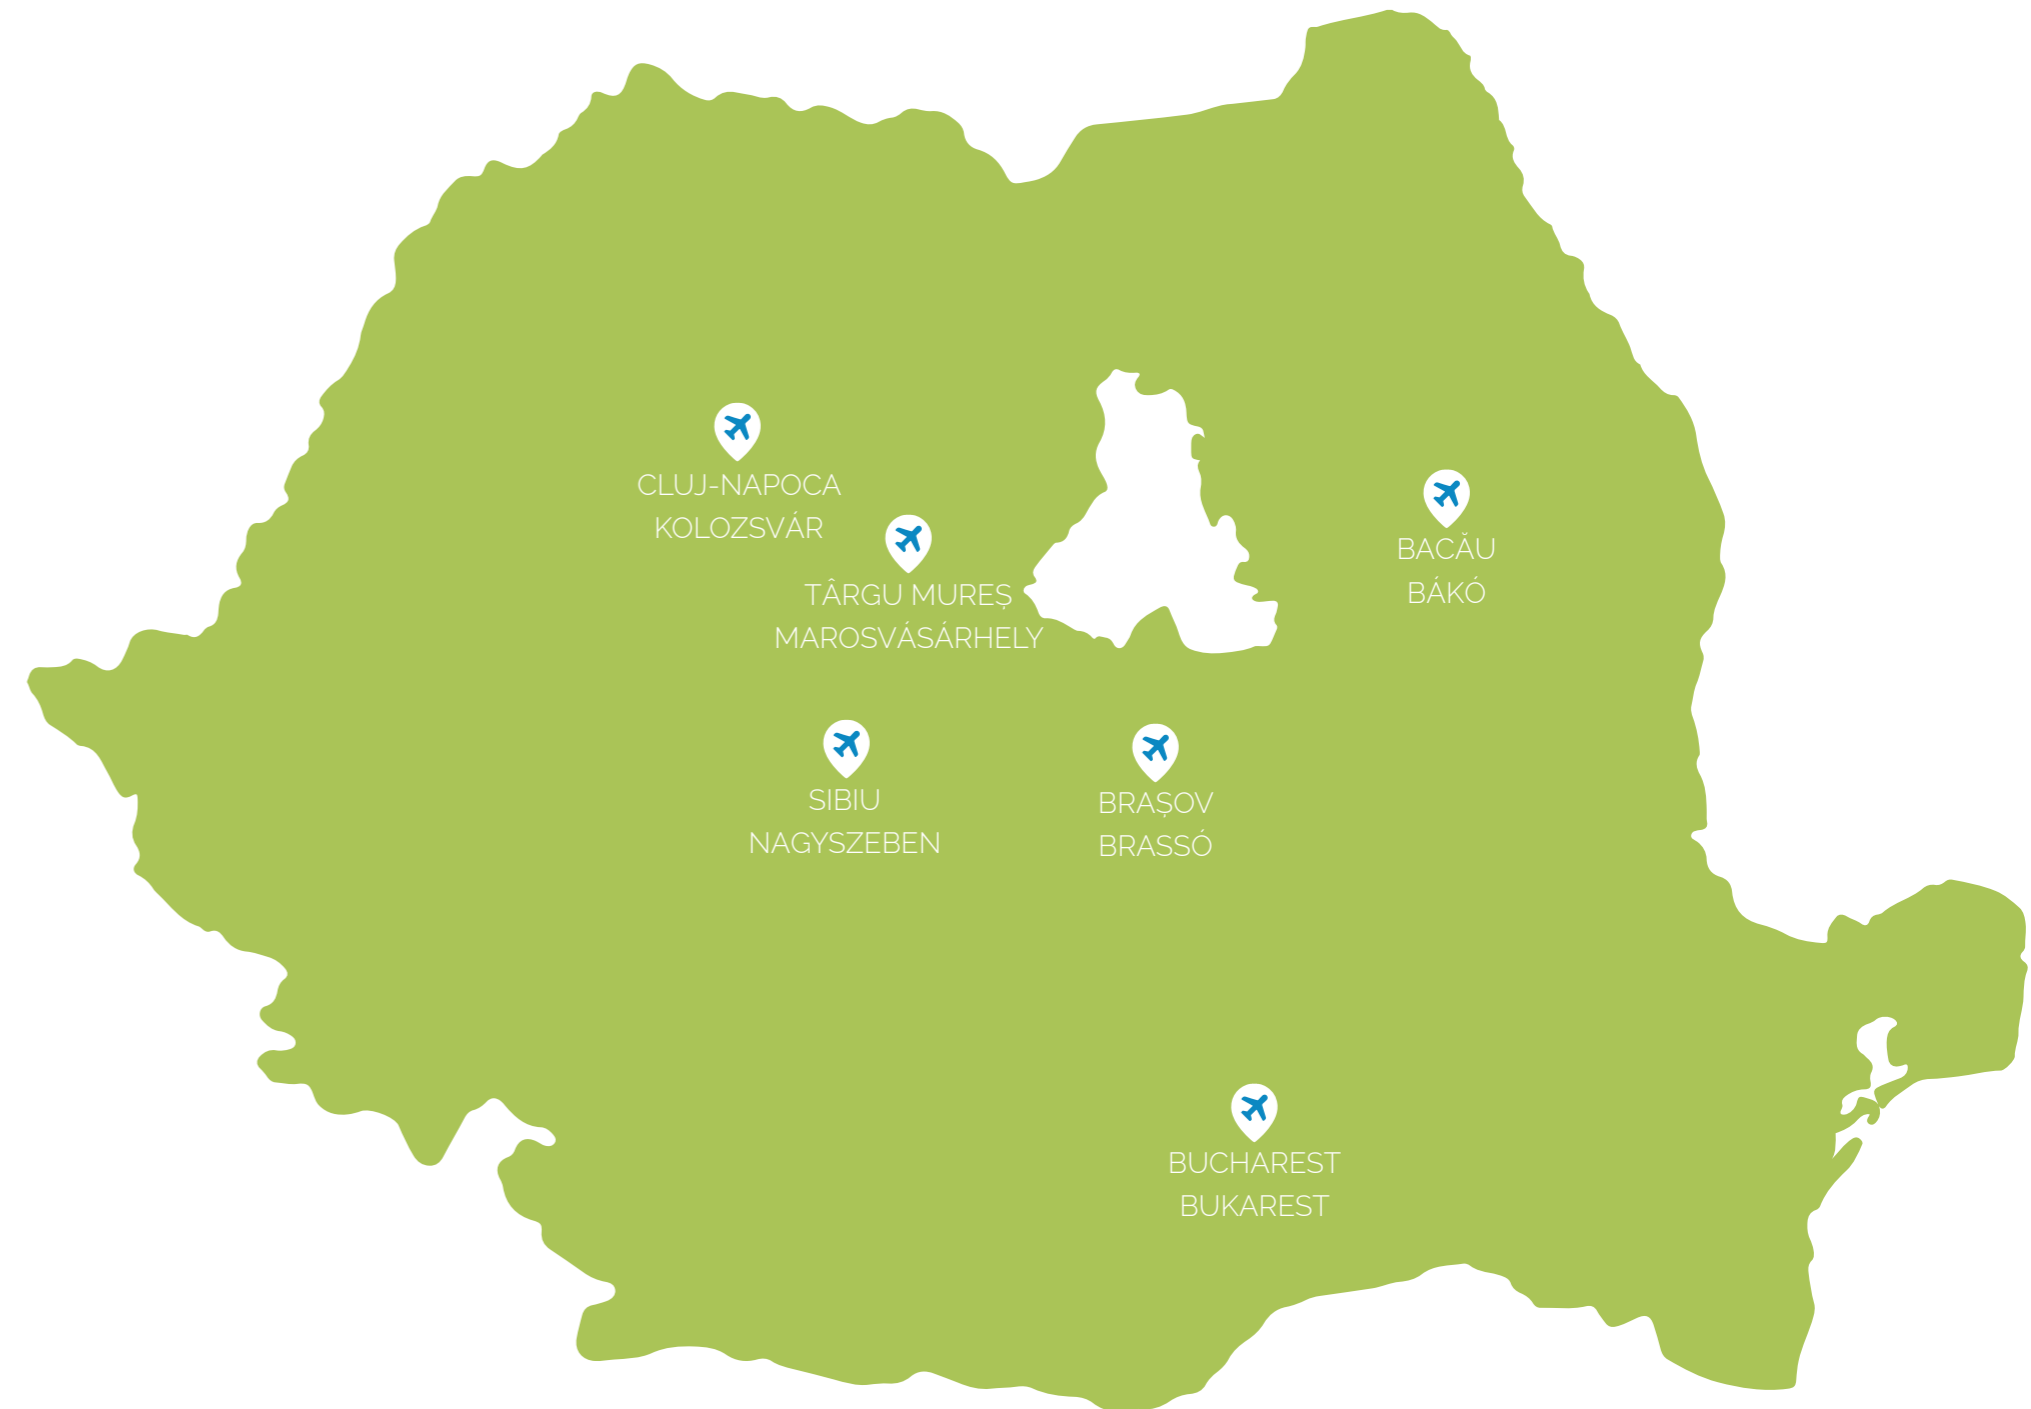 CLUJ-NAPOCA
KOLOZSVÁR
TÂRGU MUREȘ
MAROSVÁSÁRHELY
BACĂU
BÁKÓ
SIBIU
NAGYSZEBEN
BRAȘOV
BRASSÓ
BUCHAREST
BUKAREST